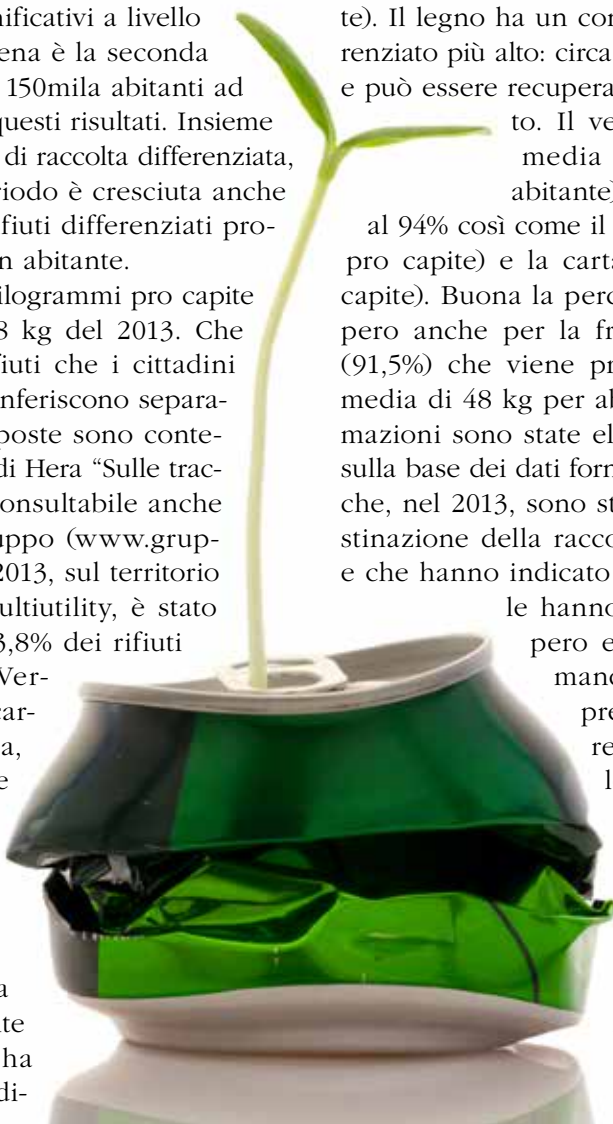 nificativi a livello
ena è la seconda
150mila abitanti ad
questi risultati. Insieme
di raccolta differenziata,
riodo è cresciuta anche
fiuti differenziati pro-
n abitante.
ilogrammi pro capite
8 kg del 2013. Che
fiuti che i cittadini
nferiscono separa-
poste sono conte-
di Hera “Sulle trac-
onsultabile anche
uppo (www.grup-
2013, sul territorio
ultiutility, è stato
3,8% dei rifiuti
Ver-
car-
a,
e
a
te
ha
di-
te). Il legno ha un con
renziato più alto: circa
e può essere recupera
to. Il ve
media
abitante)
al 94% così come il
pro capite) e la carta
capite). Buona la perc
pero anche per la fr
(91,5%) che viene pr
media di 48 kg per ab
mazioni sono state el
sulla base dei dati forn
che, nel 2013, sono st
stinazione della racco
e che hanno indicato
le hanno
pero e
mand
pre
re
l